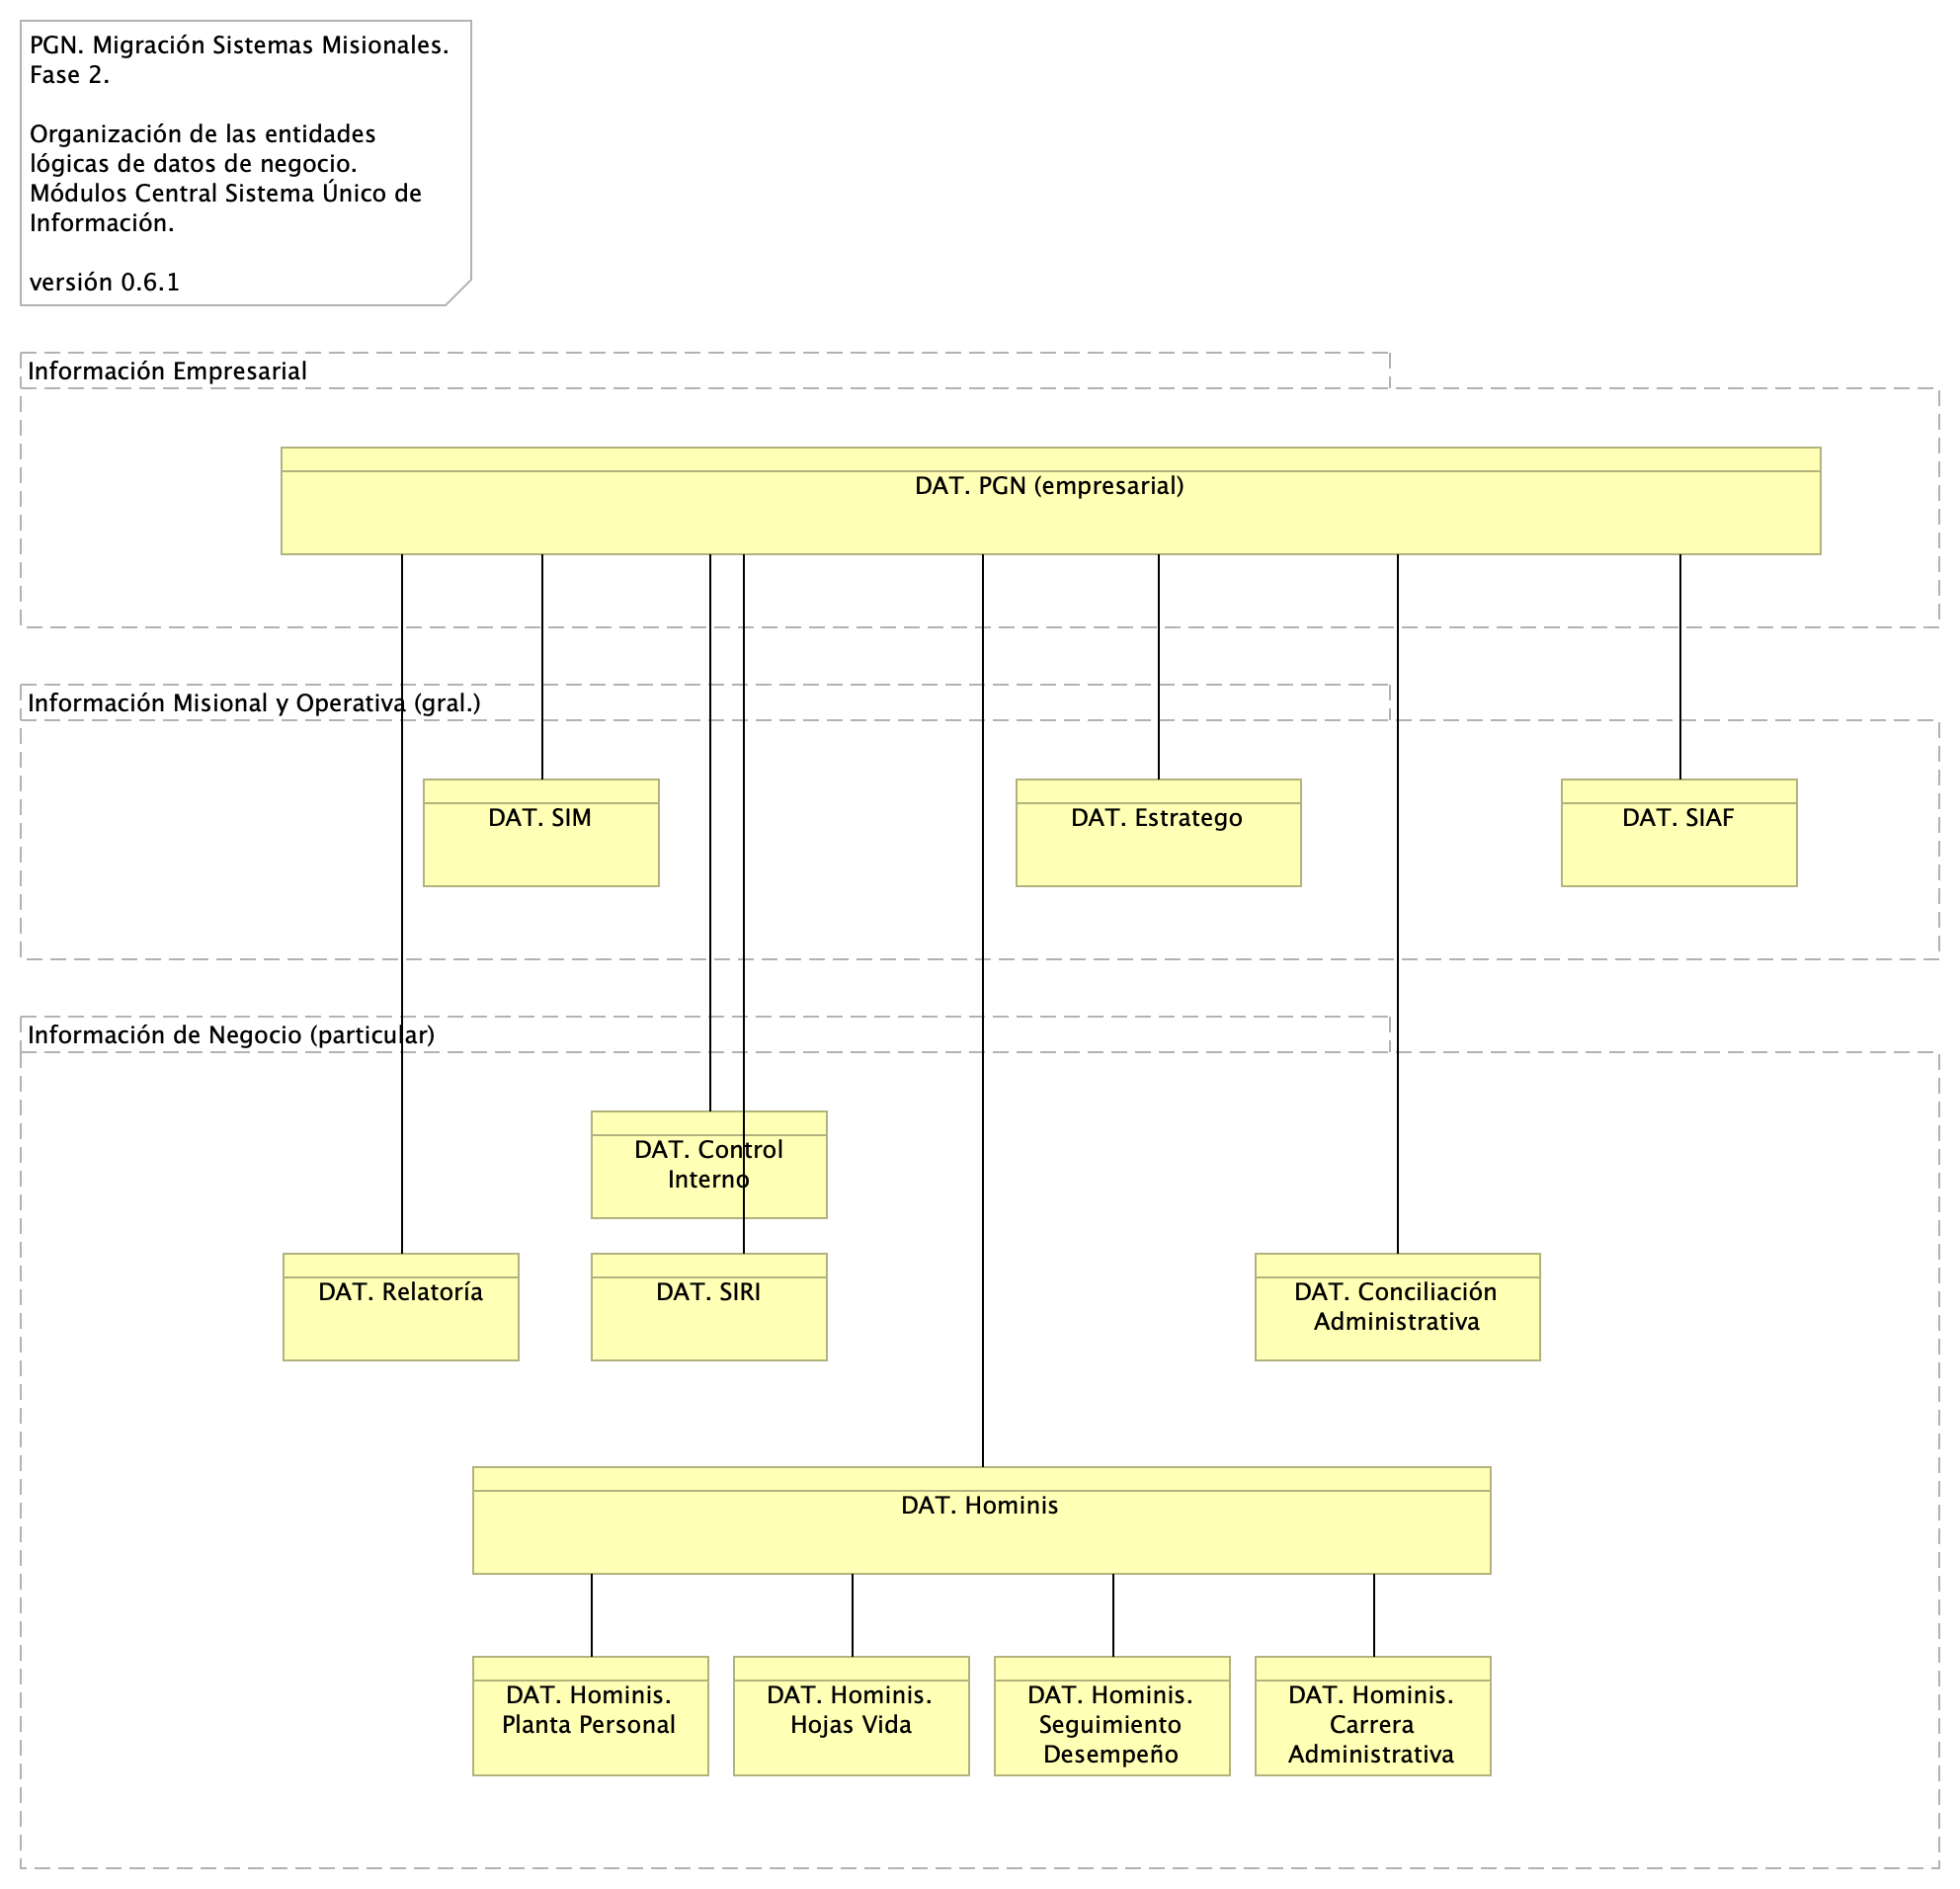 PGN. Migración Sistemas Misionales.
Fase 2.
Organización de las entidades
lógicas de datos de negocio.
Módulos Central Sistema Único de
Información.
versión 0.6.1
Información Empresarial
DAT. PGN (empresarial)
Información Misional y Operativa (gral.)
DAT. SIM
DAT. Estratego
DAT. SIAF
Información de Negocio (particular)
DAT. Control
Interno
DAT. Relatoría
DAT. SIRI
DAT. Conciliación
Administrativa
DAT. Hominis
DAT. Hominis.
Planta Personal
DAT. Hominis.
Hojas Vida
DAT. Hominis.
Seguimiento
Desempeño
DAT. Hominis.
Carrera
Administrativa